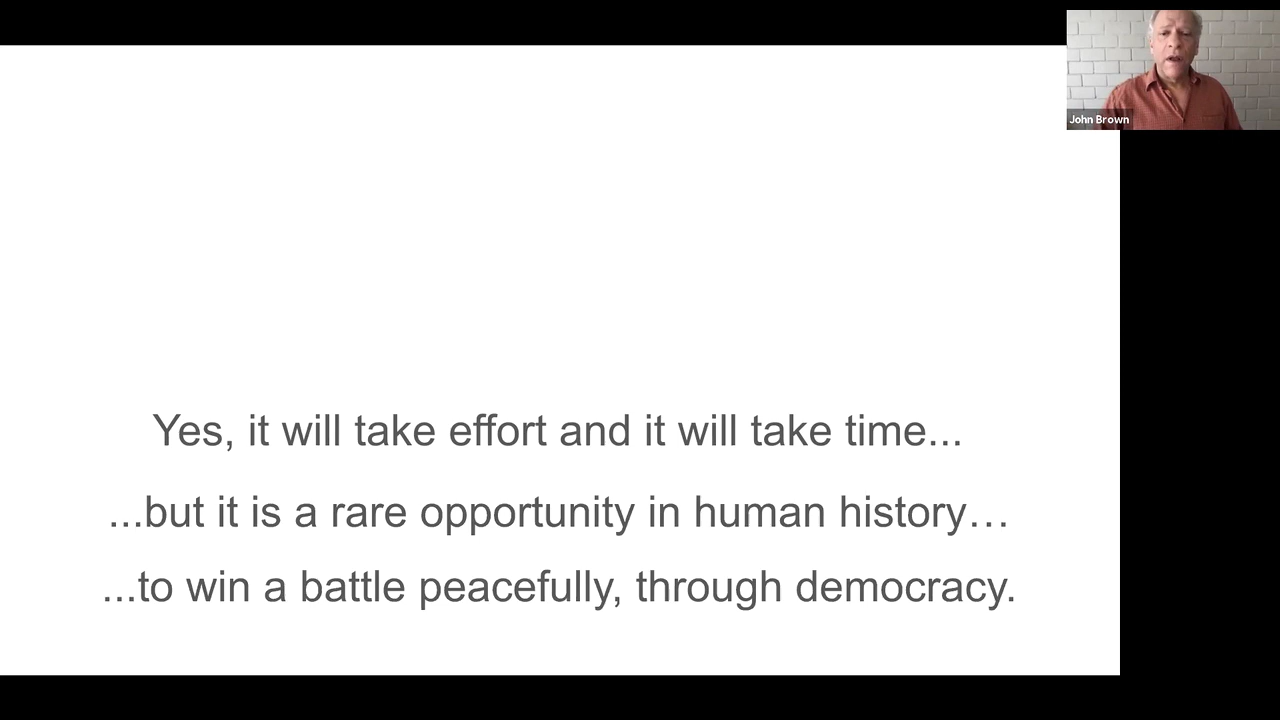 John Brown
Yes, it will take effort and it will take time...
...but it is a rare opportunity in human history…
...to win a battle peacefully, through democracy.